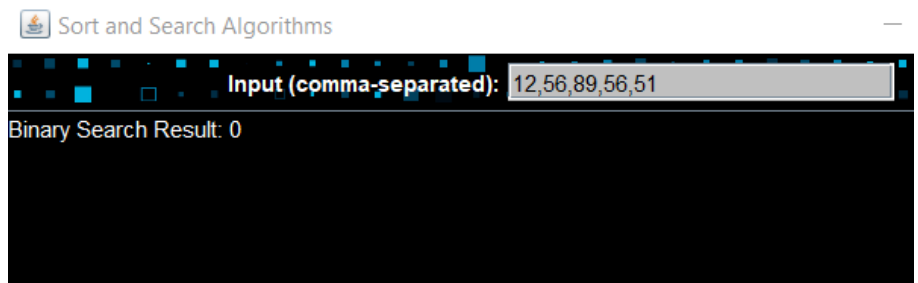 Sort and Search Algorithms
Input (comma-separated): 12,56,89,56,51
Binary Search Result: 0